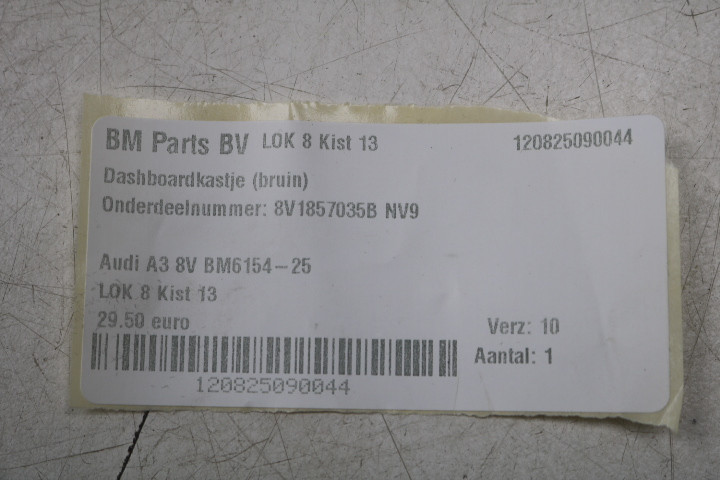 BM Parts BV LOK 8 Kist 13 120825090044
Dashboardkastje (bruin)
Onderdeelnummer: 8V1857035B NV9
Audi A3 8V BM6154-25
LOK 8 Kist 13
29.50 euro Verz: 10
Aantal: 1
120825090044